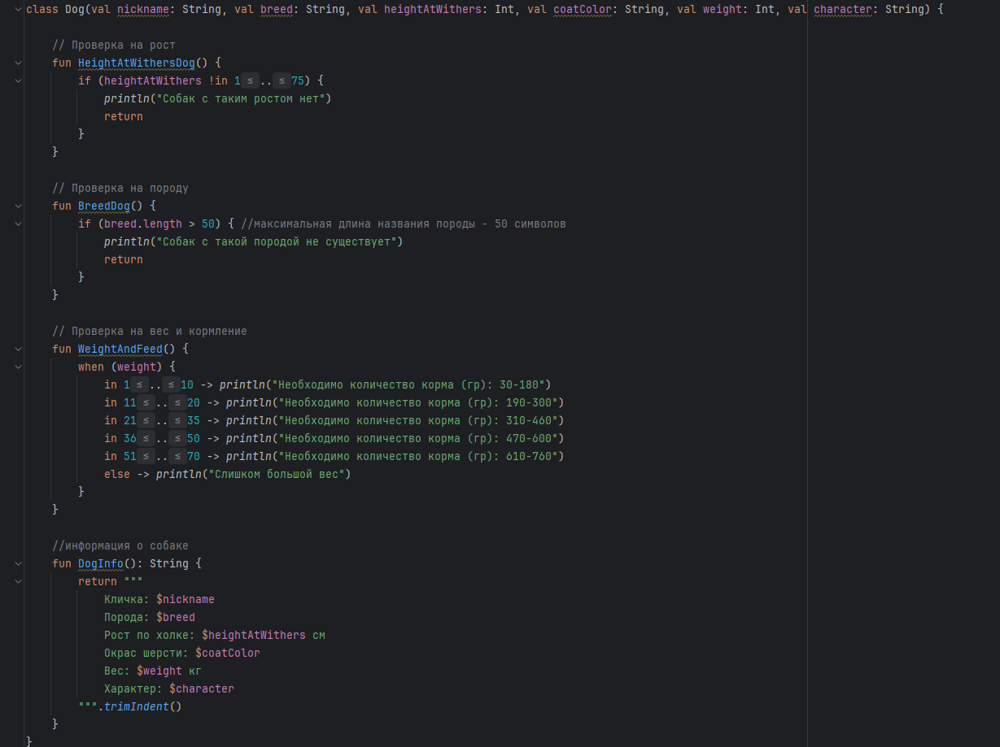 class Dog(val nickname: String, val breed: String, val heightAtWithers: Int, val coatColor: String, val weight: Int, val character: String) {
// Проверка на рост
fun HeightAtWithersDog() {
if (heightAtWithers !in 1 ≤ .. ≤ 75) {
println("Собак с таким ростом нет")
return
}
}
// Проверка на породу
fun BreedDog() {
if (breed.length > 50) { //максимальная длина названия породы - 50 символов
println("Собак с такой породой не существует")
return
}
}
// Проверка на вес и кормление
fun WeightAndFeed() {
when (weight) {
in 1 ≤ .. ≤ 10 -> println("Необходимо количество корма (гр): 30-180")
in 11 ≤ .. ≤ 20 -> println("Необходимо количество корма (гр): 190-300")
in 21 ≤ .. ≤ 35 -> println("Необходимо количество корма (гр): 310-460")
in 36 ≤ .. ≤ 50 -> println("Необходимо количество корма (гр): 470-600")
in 51 ≤ .. ≤ 70 -> println("Необходимо количество корма (гр): 610-760")
else -> println("Слишком большой вес")
}
}
//информация о собаке
fun DogInfo(): String {
return """
Кличка: $nickname
Порода: $breed
Рост по холке: $heightAtWithers см
Окрас шерсти: $coatColor
Вес: $weight кг
Характер: $character
""".trimIndent()
}
}